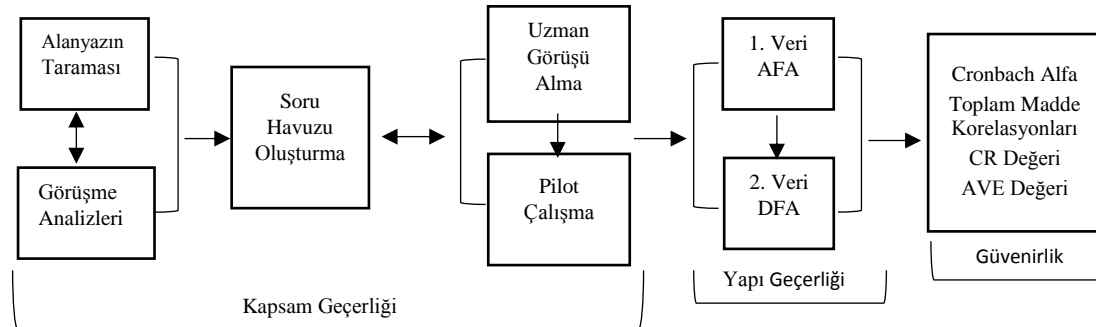 Alanyazın
Taraması
Görüşme
Analizleri
Soru
Havuzu
Oluşturma
Uzman
Görüşü
Alma
Pilot
Çalışma
1. Veri
AFA
2. Veri
DFA
Cronbach Alfa
Toplam Madde
Korelasyonları
CR Değeri
AVE Değeri
Kapsam Geçerliği
Yapı Geçerliği
Güvenirlik